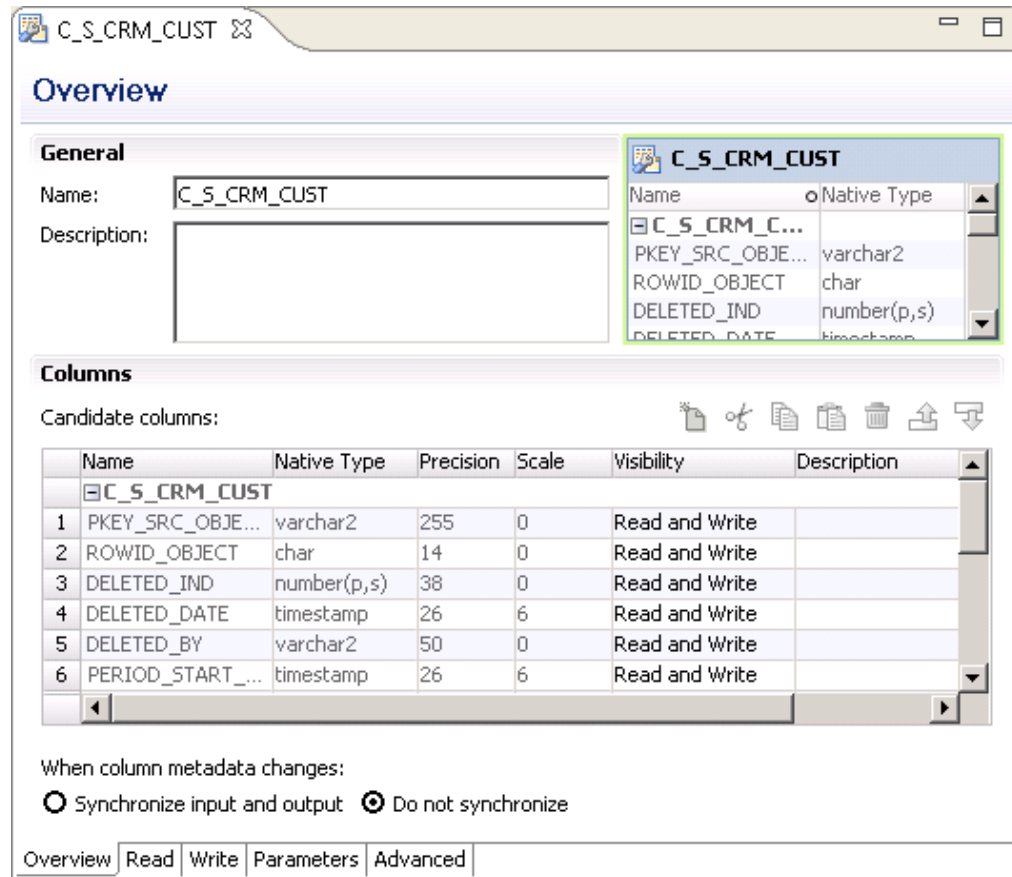 C_S_CRM_CUST
Overview
General
Name: C_S_CRM_CUST
Description:
C_S_CRM_CUST
Name Native Type
C_S_CRM_C...
PKEY_SRC_OBJE... varchar2
ROWID_OBJECT char
DELETED_IND number(p,s)
DELETED_DATE timestamp
Columns
Candidate columns:
Name Native Type Precision Scale Visibility Description
C_S_CRM_CUST
1 PKEY_SRC_OBJE... varchar2 255 0 Read and Write
2 ROWID_OBJECT char 14 0 Read and Write
3 DELETED_IND number(p,s) 38 0 Read and Write
4 DELETED_DATE timestamp 26 6 Read and Write
5 DELETED_BY varchar2 50 0 Read and Write
6 PERIOD_START_... timestamp 26 6 Read and Write
When column metadata changes:
Synchronize input and output Do not synchronize
Overview Read Write Parameters Advanced